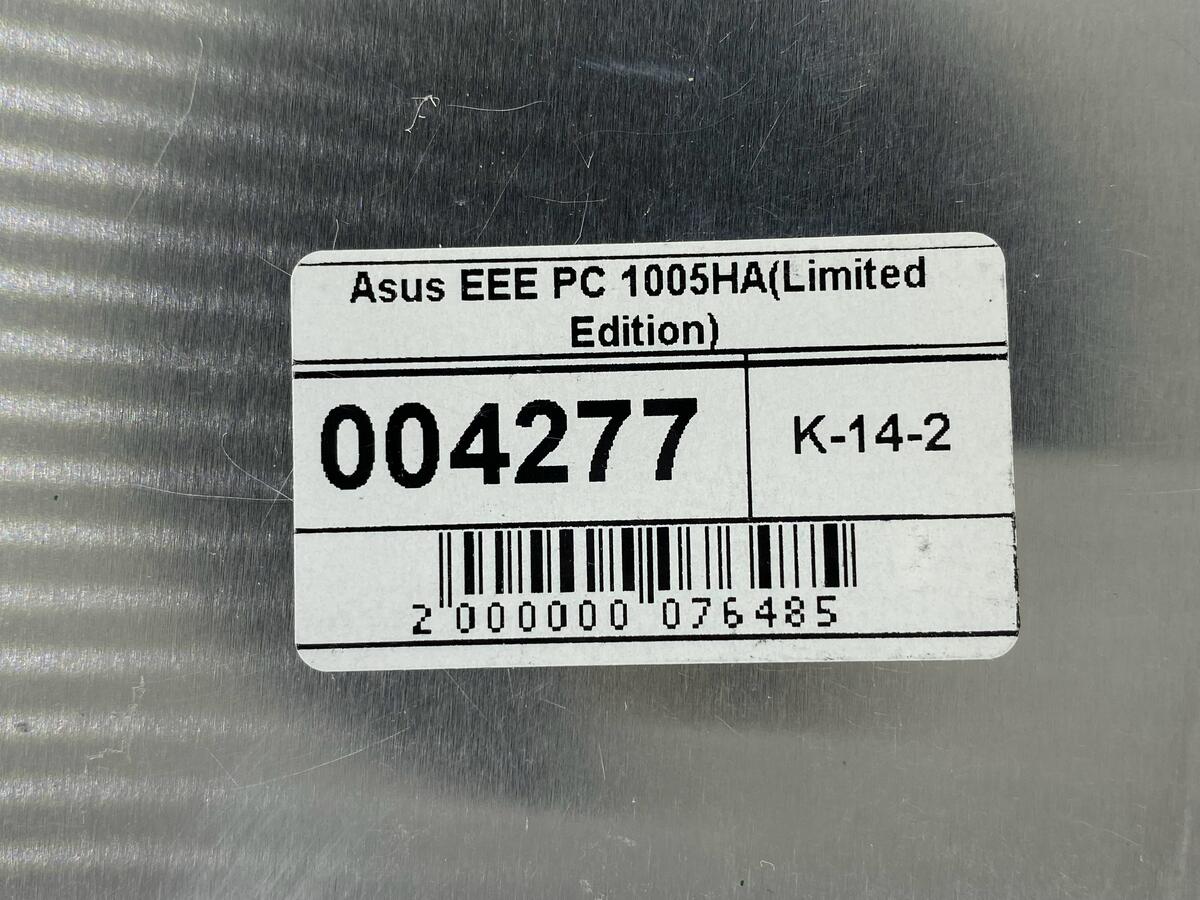 Asus EEE PC 1005HA(Limited
Edition)
004277
K-14-2
2 000000 076485